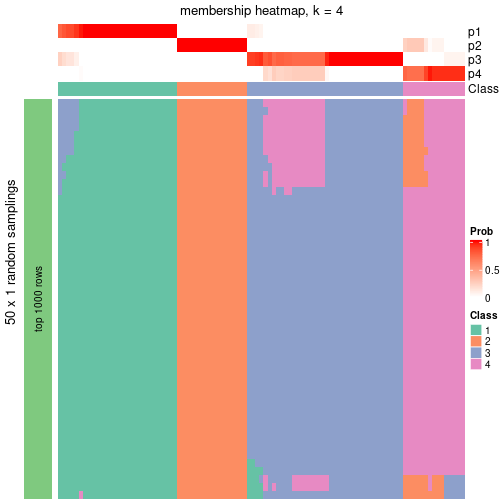 membership heatmap, k = 4
p1
p2
p3
p4
Class
50 x 1 random samplings
top 1000 rows
Prob
1
0.5
0
Class
1
2
3
4